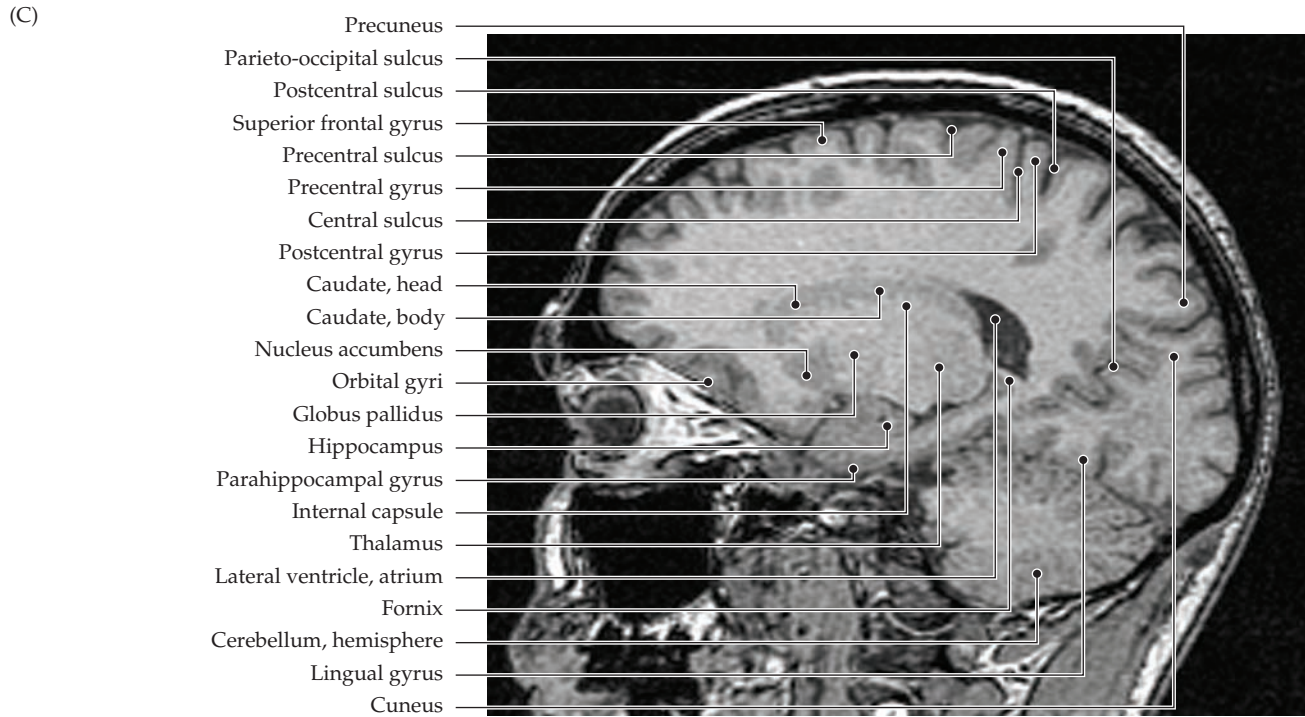 (C)
Precuneus
Parieto-occipital sulcus
Postcentral sulcus
Superior frontal gyrus
Precentral sulcus
Precentral gyrus
Central sulcus
Postcentral gyrus
Caudate, head
Caudate, body
Nucleus accumbens
Orbital gyri
Globus pallidus
Hippocampus
Parahippocampal gyrus
Internal capsule
Thalamus
Lateral ventricle, atrium
Fornix
Cerebellum, hemisphere
Lingual gyrus
Cuneus